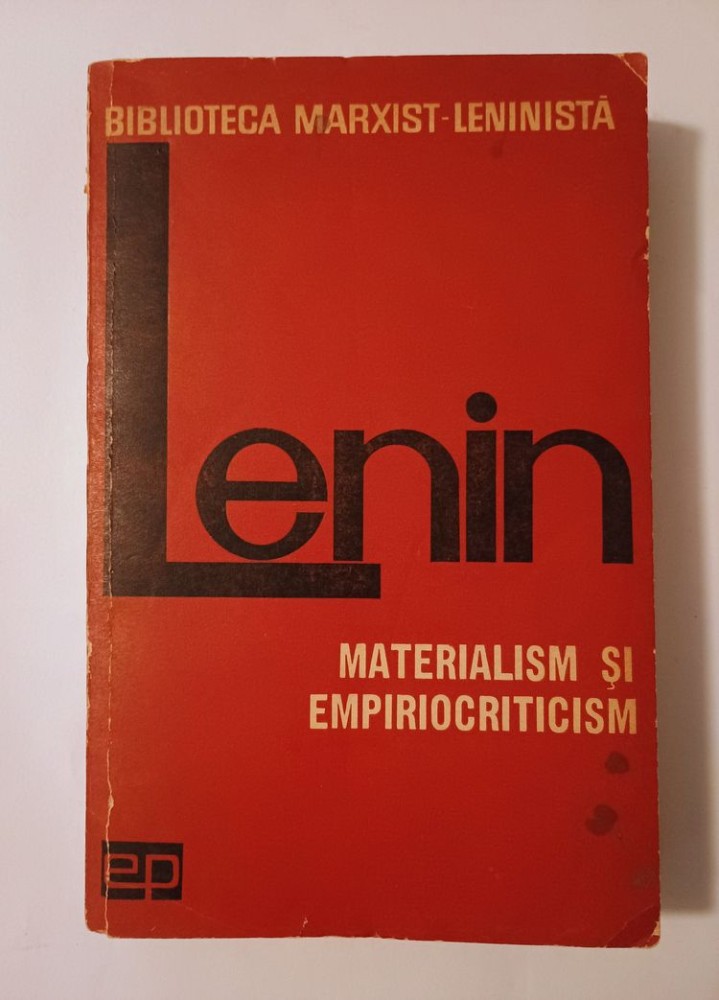 BIBLIOTECA MARXIST-LENINISTĂ
Lenin
MATERIALISM ŞI
EMPIRIOCRITICISM
ep